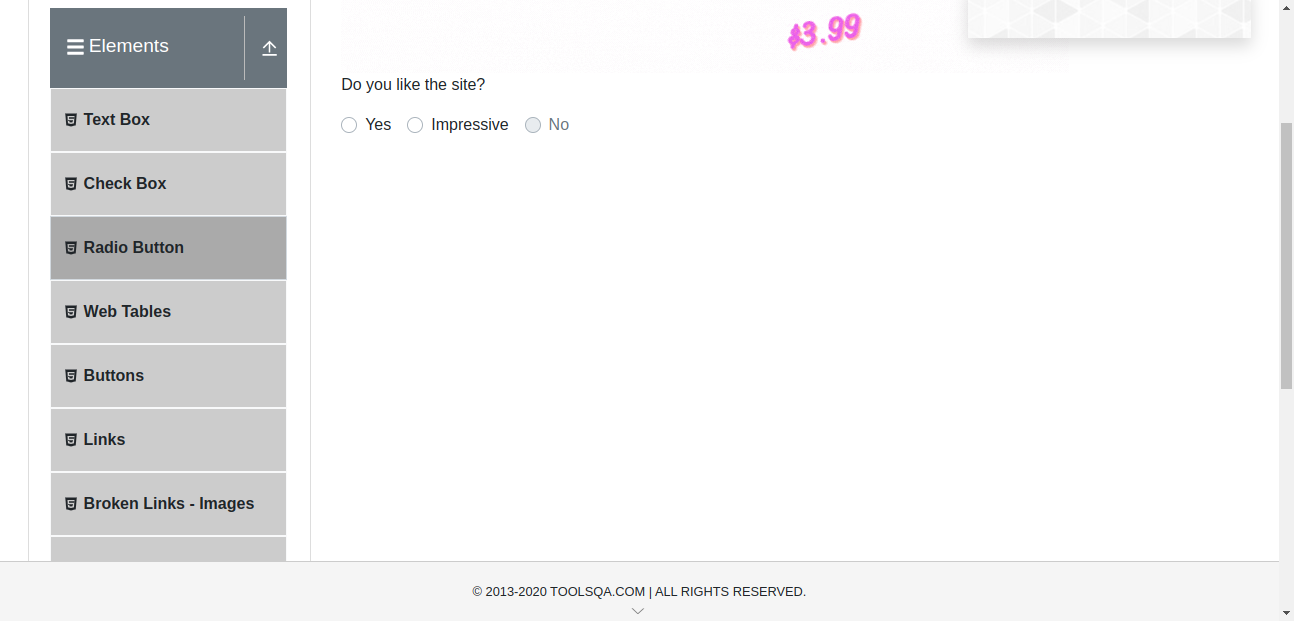 Elements
Text Box
Check Box
Radio Button
Web Tables
Buttons
Links
Broken Links - Images
$3.99
Do you like the site?
Yes Impressive No
© 2013-2020 TOOLSQA.COM | ALL RIGHTS RESERVED.